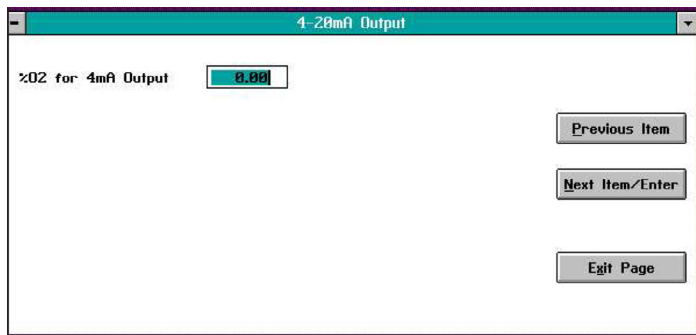 4-20mA Output
%O2 for 4mA Output 0.00
Previous Item
Next Item/Enter
Exit Page